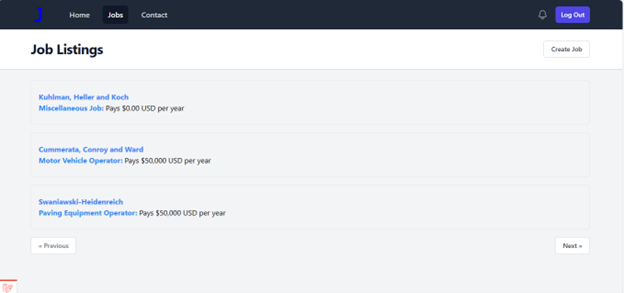 J Home Jobs Contact Log Out
Job Listings Create Job
Kuhlman, Heller and Koch
Miscellaneous Job: Pays $0.00 USD per year
Cummerata, Conroy and Ward
Motor Vehicle Operator: Pays $50,000 USD per year
Swaniawski-Heidenreich
Paving Equipment Operator: Pays $50,000 USD per year
« Previous Next »